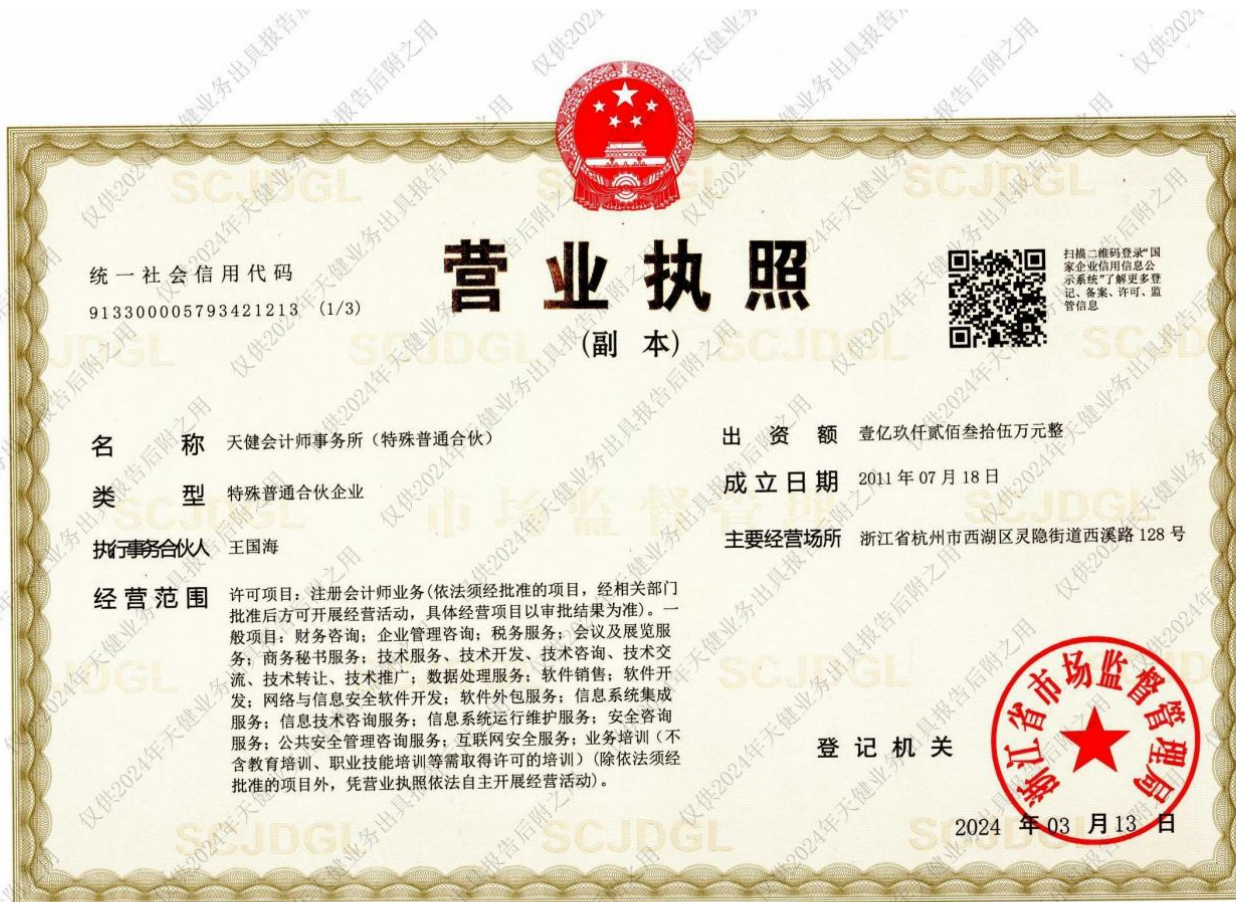 营业执照
(副 本)
统一社会信用代码
913300005793421213 (1/3)
扫描二维码登录“国
家企业信用信息公
示系统”了解更多登
记、备案、许可、监
管信息
名 称 天健会计师事务所（特殊普通合伙）
类 型 特殊普通合伙企业
执行事务合伙人 王国海
经营范围 许可项目：注册会计师业务(依法须经批准的项目，经相关部门
批准后方可开展经营活动，具体经营项目以审批结果为准)。一
般项目：财务咨询；企业管理咨询；税务服务；会议及展览服
务；商务秘书服务；技术服务、技术开发、技术咨询、技术交
流、技术转让、技术推广；数据处理服务；软件销售；软件开
发；网络与信息安全软件开发；软件外包服务；信息系统集成
服务；信息技术咨询服务；信息系统运行维护服务；安全咨询
服务；公共安全管理咨询服务；互联网安全服务；业务培训（不
含教育培训、职业技能培训等需取得许可的培训）(除依法须经
批准的项目外，凭营业执照依法自主开展经营活动)。
出 资 额 壹亿玖仟贰佰叁拾伍万元整
成立日期 2011 年 07 月 18 日
主要经营场所 浙江省杭州市西湖区灵隐街道西溪路 128 号
登记机关
浙江省市场监督管理局
2024 年 03 月 13 日
SCJDGL
市场监督管理
仅供2024年天健业务出具报告后附之用